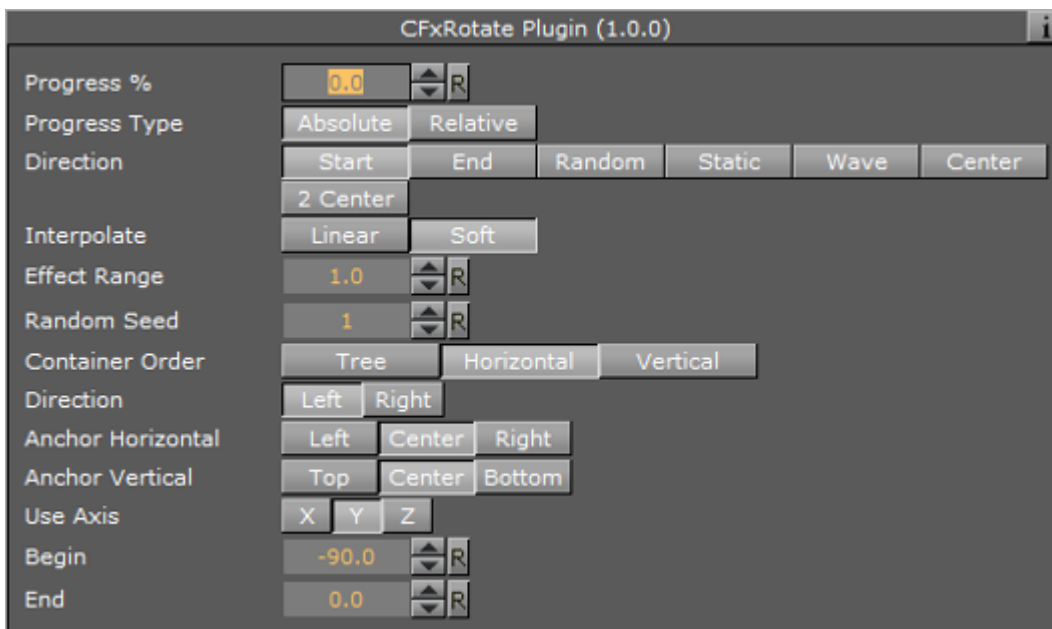 CFxRotate Plugin (1.0.0) i
Progress % 0.0 R
Progress Type Absolute Relative
Direction Start End Random Static Wave Center
2 Center
Interpolate Linear Soft
Effect Range 1.0 R
Random Seed 1 R
Container Order Tree Horizontal Vertical
Direction Left Right
Anchor Horizontal Left Center Right
Anchor Vertical Top Center Bottom
Use Axis X Y Z
Begin -90.0 R
End 0.0 R